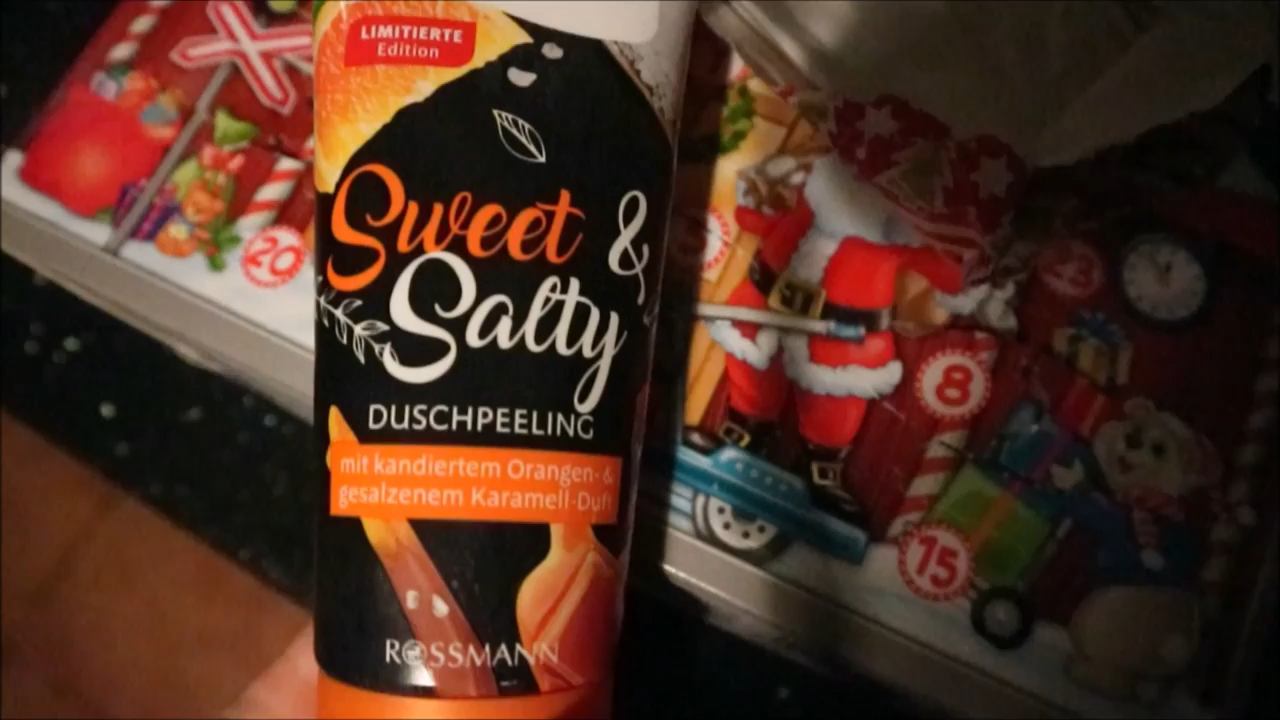 LIMITIERTE
Edition
Sweet &
Salty
DUSCHPEELING
mit kandiertem Orangen- &
gesalzenem Karamell-Duft
ROSSMANN
20
8
15